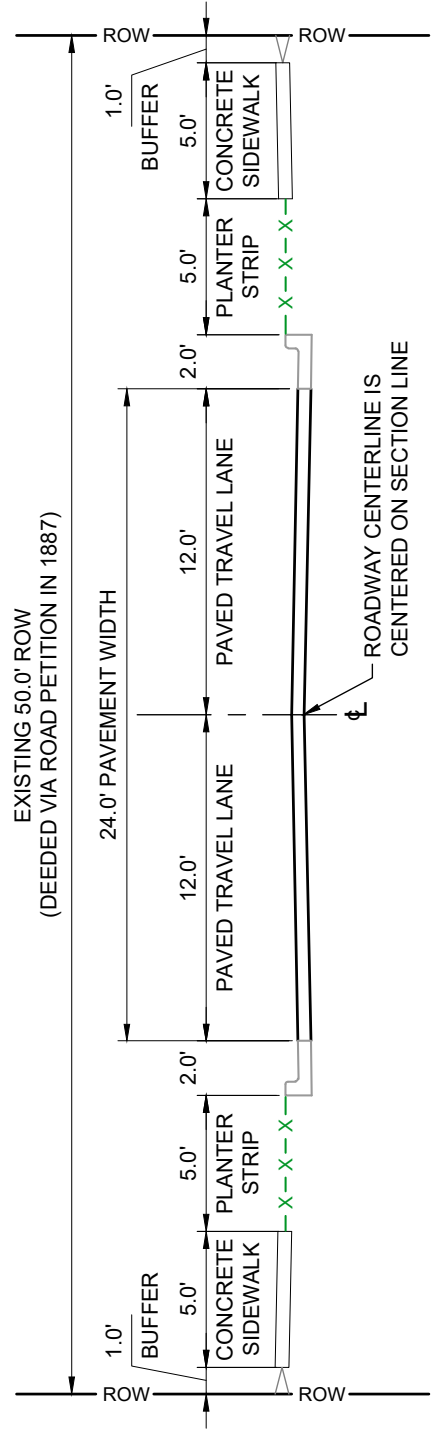 EXISTING 50.0' ROW
(DEEDED VIA ROAD PETITION IN 1887)
24.0' PAVEMENT WIDTH
1.0'
BUFFER
5.0'
CONCRETE
SIDEWALK
5.0'
PLANTER
STRIP
2.0'
12.0'
PAVED TRAVEL LANE
12.0'
PAVED TRAVEL LANE
2.0'
5.0'
PLANTER
STRIP
5.0'
CONCRETE
SIDEWALK
1.0'
BUFFER
ROW
ROW
ROW
ROW
X X X
X X X
℄
ROADWAY CENTERLINE IS
CENTERED ON SECTION LINE